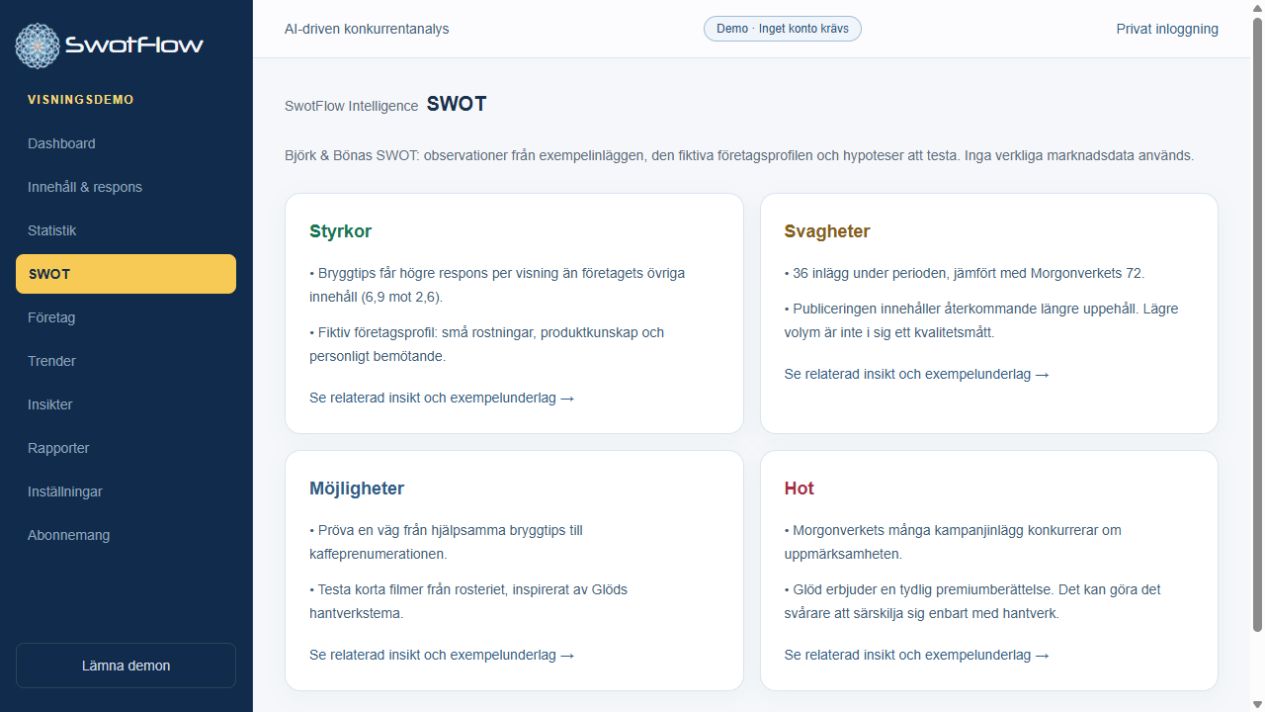 SwotFlow
VISNINGSDEMO
Dashboard
Innehåll & respons
Statistik
SWOT
Företag
Trender
Insikter
Rapporter
Inställningar
Abonnemang
Lämna demon
AI-driven konkurrentanalys
Demo · Inget konto krävs
Privat inloggning
SwotFlow Intelligence SWOT
Björk & Bönas SWOT: observationer från exempelinläggen, den fiktiva företagsprofilen och hypoteser att testa. Inga verkliga marknadsdata används.
Styrkor
• Bryggtips får högre respons per visning än företagets övriga
innehåll (6,9 mot 2,6).
• Fiktiv företagsprofil: små rostningar, produktkunskap och
personligt bemötande.
Se relaterad insikt och exempelunderlag →
Svagheter
• 36 inlägg under perioden, jämfört med Morgonverkets 72.
• Publiceringen innehåller återkommande längre uppehåll. Lägre
volym är inte i sig ett kvalitetsmått.
Se relaterad insikt och exempelunderlag →
Möjligheter
• Pröva en väg från hjälpsamma bryggtips till
kaffeprenumerationen.
• Testa korta filmer från rosteriet, inspirerat av Glöds
hantverkstema.
Se relaterad insikt och exempelunderlag →
Hot
• Morgonverkets många kampanjinlägg konkurrerar om
uppmärksamheten.
• Glöd erbjuder en tydlig premiumberättelse. Det kan göra det
svårare att särskilja sig enbart med hantverk.
Se relaterad insikt och exempelunderlag →